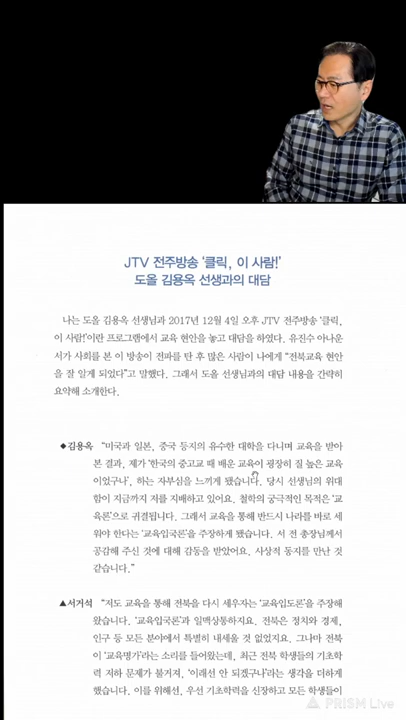 JTV 전주방송 ‘클릭, 이 사람!’
도올 김용옥 선생과의 대담
나는 도올 김용옥 선생님과 2017년 12월 4일 오후 JTV 전주방송 ‘클릭,
이 사람!’이란 프로그램에서 교육 현안을 놓고 대담을 하였다. 유진수 아나운
서가 사회를 본 이 방송이 전파를 탄 후 많은 사람이 나에게 “전북교육 현안
을 잘 알게 되었다”고 말했다. 그래서 도올 선생님과의 대담 내용을 간략히
요약해 소개한다.
◆김용옥 “미국과 일본, 중국 등지의 유수한 대학을 다니며 교육을 받아
본 결과, 제가 ‘한국의 중고교 때 배운 교육이 굉장히 질 높은 교육
이었구나’, 하는 자부심을 느끼게 됐습니다. 당시 선생님의 위대
함이 지금까지 저를 지배하고 있어요. 철학의 궁극적인 목적은 ‘교
육론’으로 귀결됩니다. 그래서 교육을 통해 반드시 나라를 바로 세
워야 한다는 ‘교육입국론’을 주장하게 됐습니다. 서 전 총장님께서
공감해 주신 것에 대해 감동을 받았어요. 사상적 동지를 만난 것
같습니다.”
▲서거석 “저도 교육을 통해 전북을 다시 세우자는 ‘교육입도론’을 주장해
왔습니다. ‘교육입국론’과 일맥상통하지요. 전북은 정치와 경제,
인구 등 모든 분야에서 특별히 내세울 것 없었지요. 그나마 전북
이 ‘교육명가’라는 소리를 들어왔는데, 최근 전북 학생들의 기초학
력 저하 문제가 불거져, ‘이래선 안 되겠구나’라는 생각을 더하게
했습니다. 이를 위해선, 우선 기초학력을 신장하고 모든 학생들이
PRISM Live